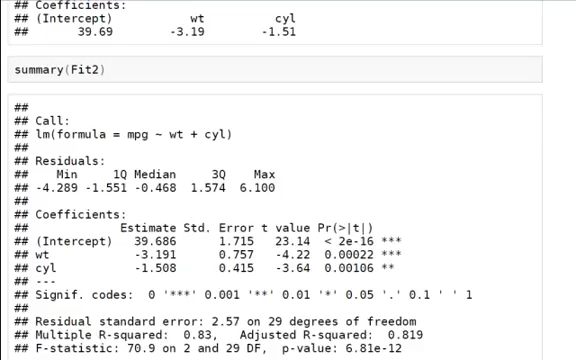 ## Coefficients:
## (Intercept)           wt          cyl
##       39.69        -3.19        -1.51
summary(Fit2)
##
## Call:
## lm(formula = mpg ~ wt + cyl)
##
## Residuals:
##    Min     1Q Median     3Q    Max
## -4.289 -1.551 -0.468  1.574  6.100
##
## Coefficients:
##             Estimate Std. Error t value Pr(>|t|)
## (Intercept)   39.686      1.715   23.14  < 2e-16 ***
## wt            -3.191      0.757   -4.22  0.00022 ***
## cyl           -1.508      0.415   -3.64  0.00106 **
## ---
## Signif. codes:  0 '***' 0.001 '**' 0.01 '*' 0.05 '.' 0.1 ' ' 1
##
## Residual standard error: 2.57 on 29 degrees of freedom
## Multiple R-squared:  0.83,  Adjusted R-squared:  0.819
## F-statistic: 70.9 on 2 and 29 DF,  p-value: 6.81e-12